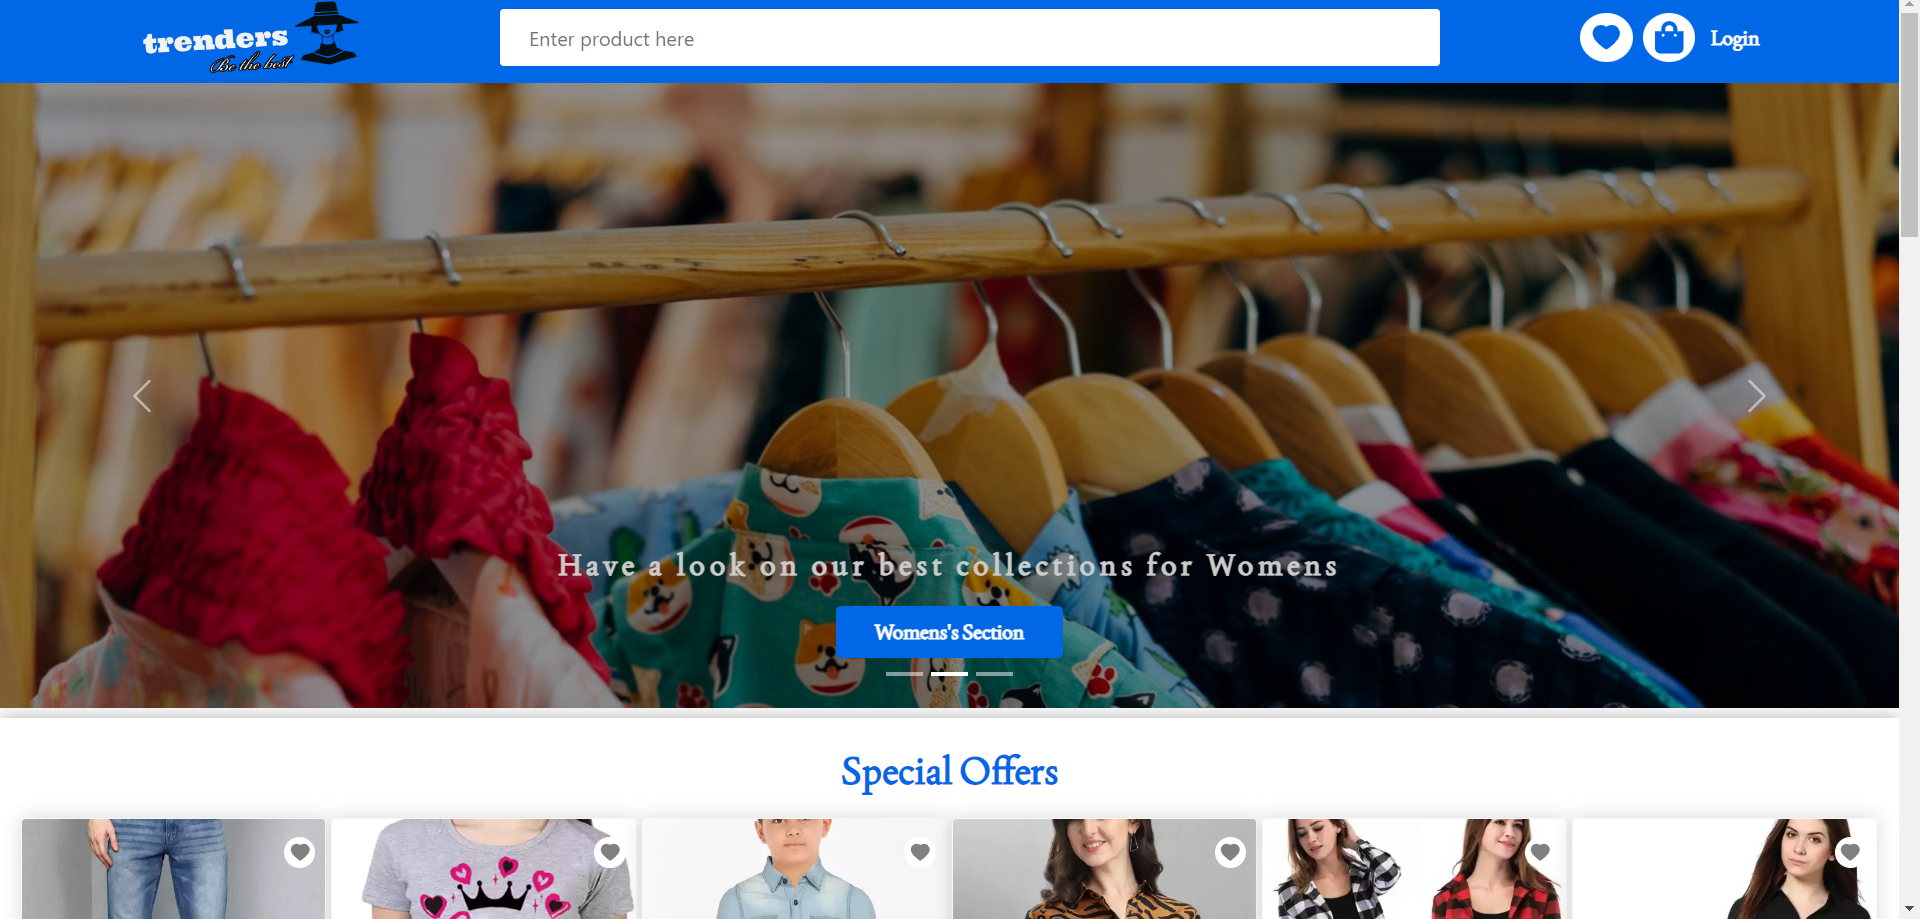 trenders
Be the best
Enter product here
Login
Have a look on our best collections for Womens
Womens's Section
Special Offers